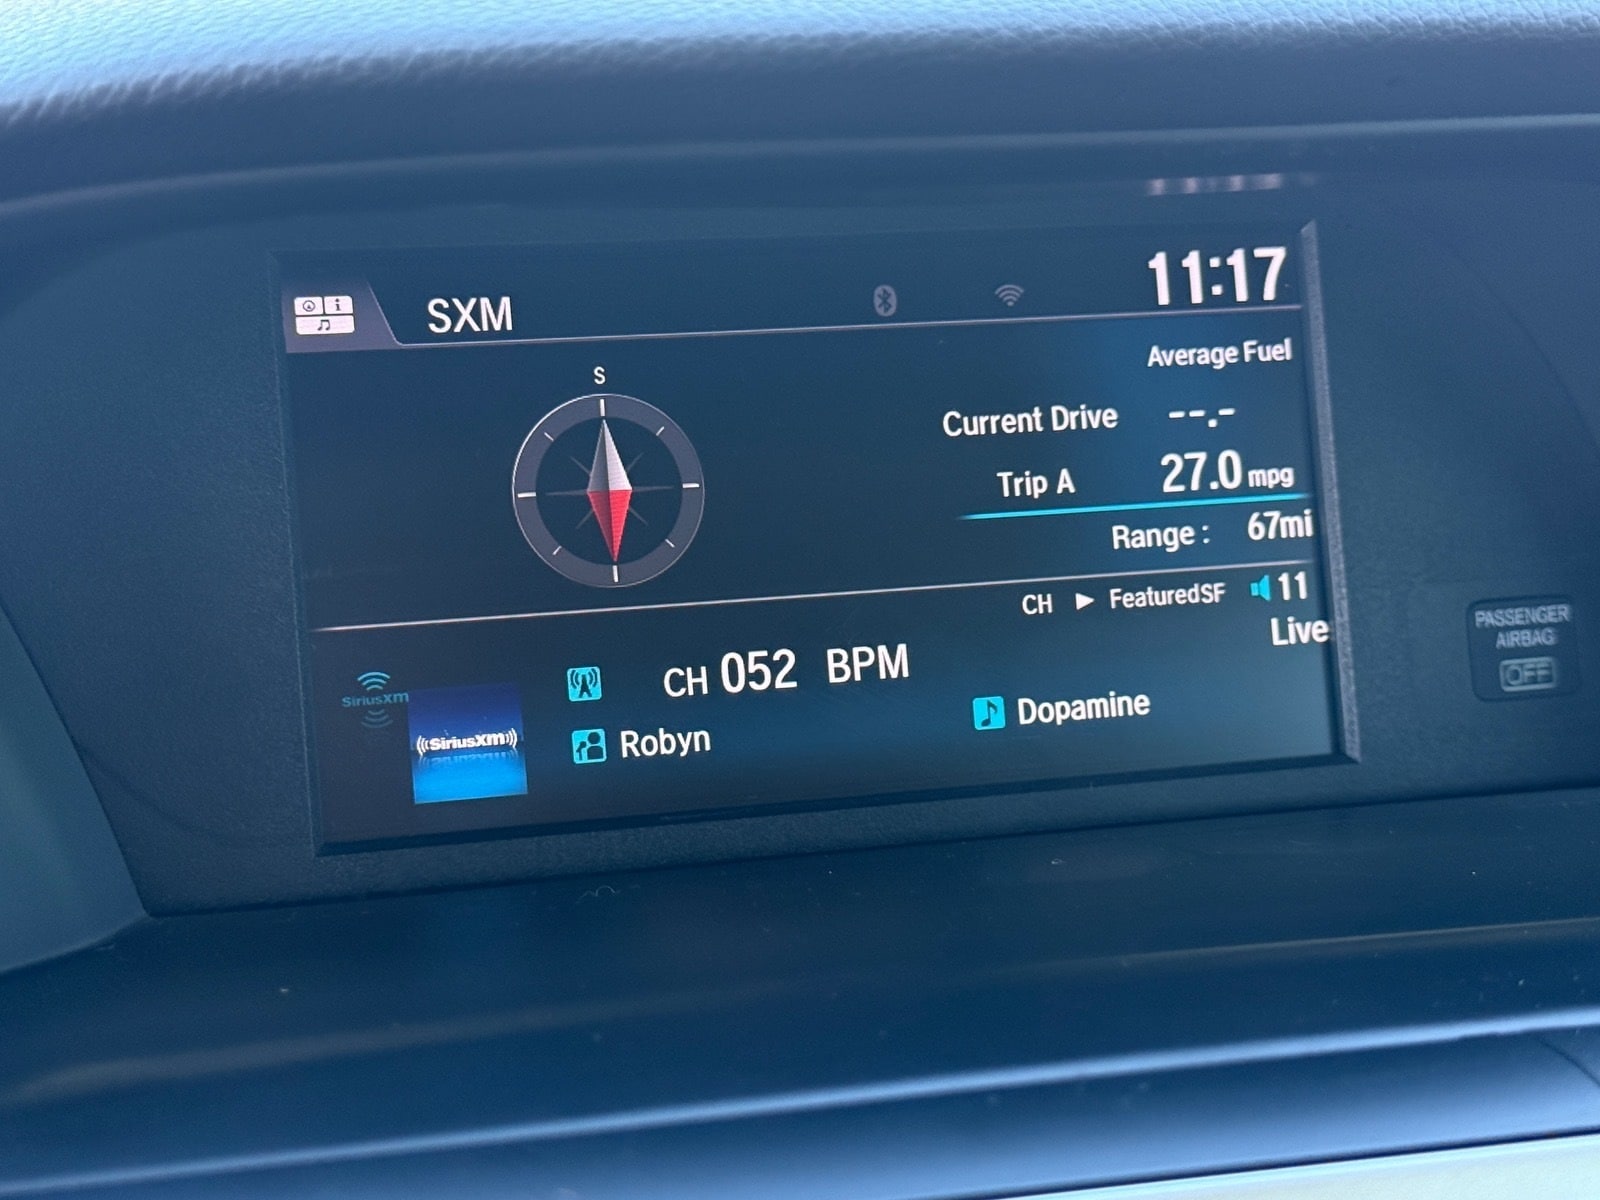 SXM
11:17
S
Average Fuel
Current Drive --.-
Trip A 27.0 mpg
Range : 67mi
CH ► FeaturedSF 11
Live
CH 052 BPM
SiriusXM
((SiriusXM))
Robyn
Dopamine
PASSENGER
AIRBAG
OFF